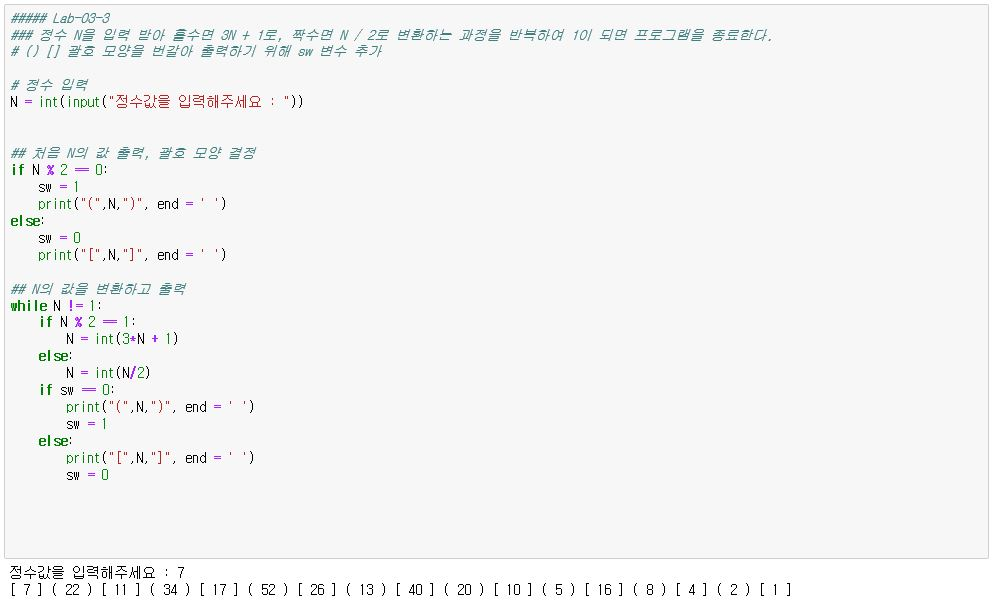 ##### Lab-03-3
### 정수 N을 입력 받아 홀수면 3N + 1로, 짝수면 N / 2로 변환하는 과정을 반복하여 1이 되면 프로그램을 종료한다.
# () [] 괄호 모양을 번갈아 출력하기 위해 sw 변수 추가
# 정수 입력
N = int(input("정수값을 입력해주세요 : "))
## 처음 N의 값 출력, 괄호 모양 결정
if N % 2 == 0:
    sw = 1
    print("(",N,")", end = ' ')
else:
    sw = 0
    print("[",N,"]", end = ' ')
## N의 값을 변환하고 출력
while N != 1:
    if N % 2 == 1:
        N = int(3*N + 1)
    else:
        N = int(N/2)
    if sw == 0:
        print("(",N,")", end = ' ')
        sw = 1
    else:
        print("[",N,"]", end = ' ')
        sw = 0
정수값을 입력해주세요 : 7
[ 7 ] ( 22 ) [ 11 ] ( 34 ) [ 17 ] ( 52 ) [ 26 ] ( 13 ) [ 40 ] ( 20 ) [ 10 ] ( 5 ) [ 16 ] ( 8 ) [ 4 ] ( 2 ) [ 1 ]